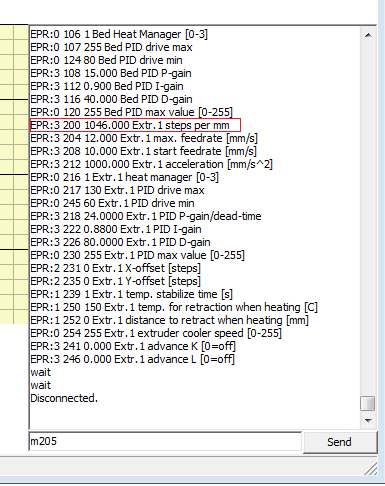 EPR:0 106 1 Bed Heat Manager [0-3]
EPR:0 107 255 Bed PID drive max
EPR:0 124 80 Bed PID drive min
EPR:3 108 15.000 Bed PID P-gain
EPR:3 112 0.900 Bed PID I-gain
EPR:3 116 40.000 Bed PID D-gain
EPR:0 120 255 Bed PID max value [0-255]
EPR:3 200 1046.000 Extr.1 steps per mm
EPR:3 204 12.000 Extr.1 max. feedrate [mm/s]
EPR:3 208 10.000 Extr.1 start feedrate [mm/s]
EPR:3 212 1000.000 Extr.1 acceleration [mm/s^2]
EPR:0 216 1 Extr.1 heat manager [0-3]
EPR:0 217 130 Extr.1 PID drive max
EPR:0 245 60 Extr.1 PID drive min
EPR:3 218 24.0000 Extr.1 PID P-gain/dead-time
EPR:3 222 0.8800 Extr.1 PID I-gain
EPR:3 226 80.0000 Extr.1 PID D-gain
EPR:0 230 255 Extr.1 PID max value [0-255]
EPR:2 231 0 Extr.1 X-offset [steps]
EPR:2 235 0 Extr.1 Y-offset [steps]
EPR:1 239 1 Extr.1 temp. stabilize time [s]
EPR:1 250 150 Extr.1 temp. for retraction when heating [C]
EPR:1 252 0 Extr.1 distance to retract when heating [mm]
EPR:0 254 255 Extr.1 extruder cooler speed [0-255]
EPR:3 241 0.000 Extr.1 advance K [0=off]
EPR:3 246 0.000 Extr.1 advance L [0=off]
wait
wait
Disconnected.
m205
Send